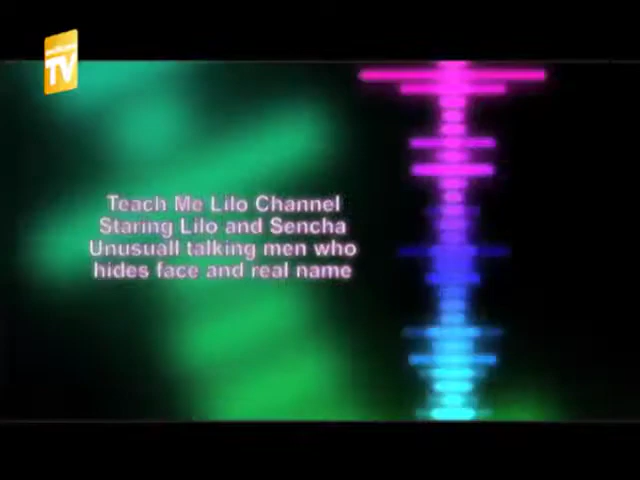 TV
Teach Me Lilo Channel
Staring Lilo and Sencha
Unusuall talking men who
hides face and real name